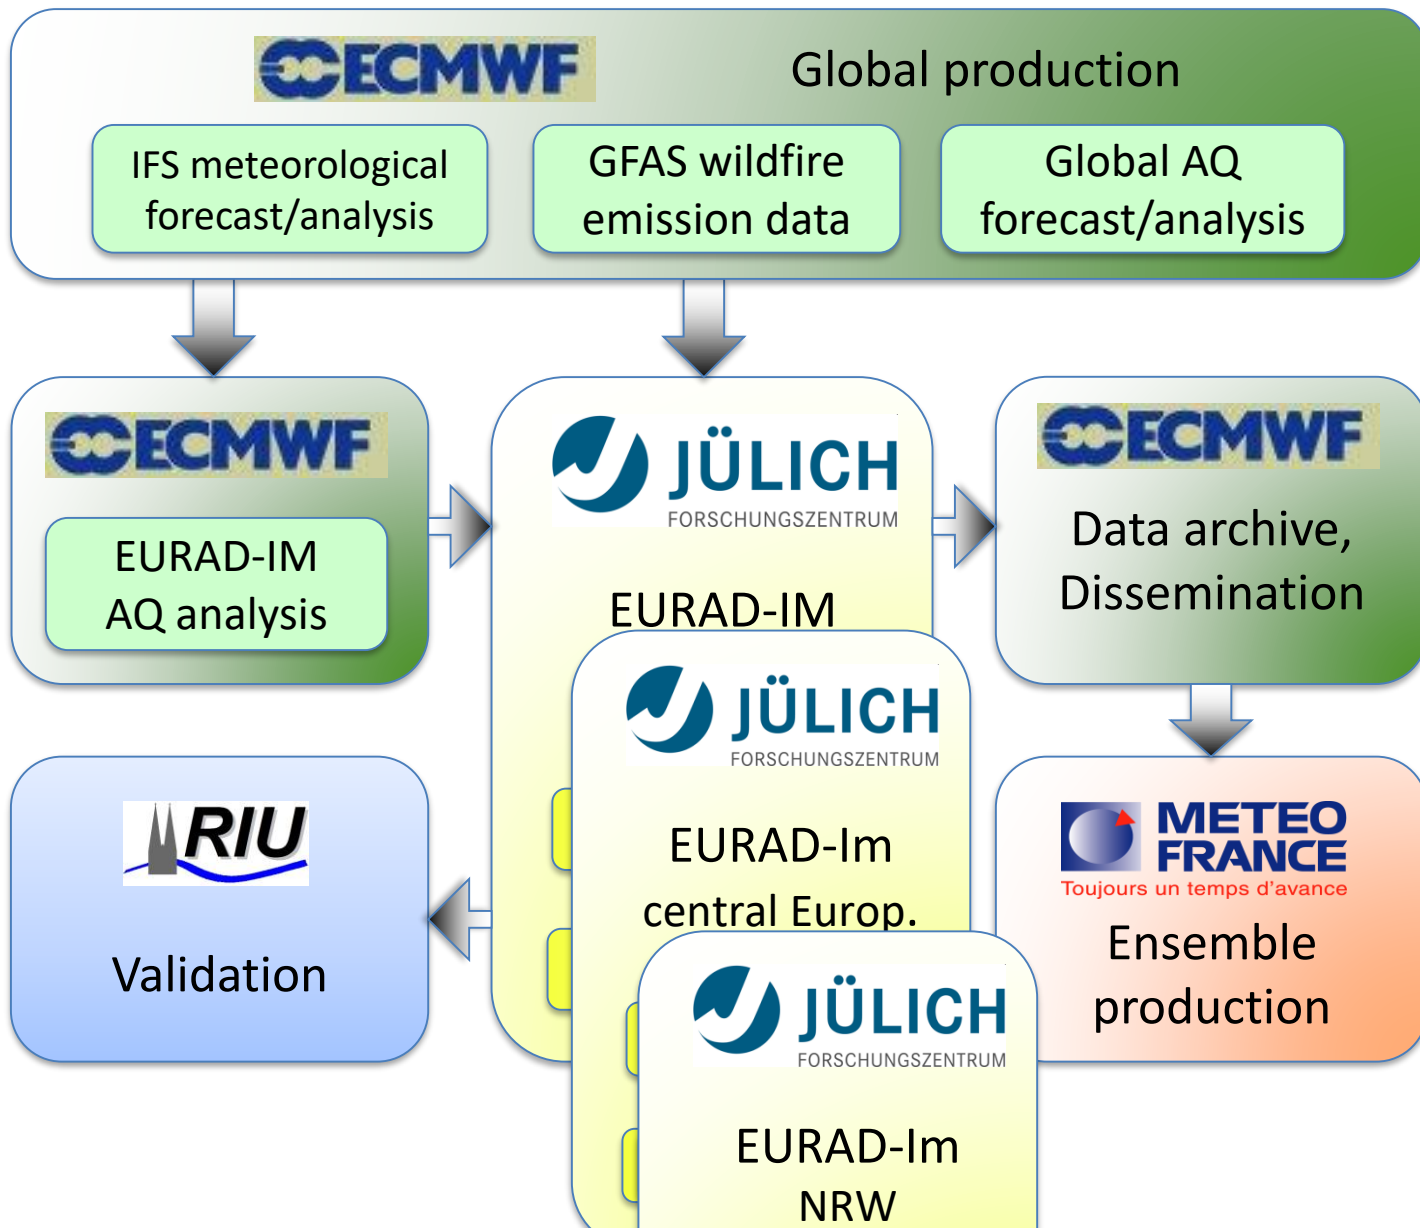 ECMWF Global production
IFS meteorological
forecast/analysis
GFAS wildfire
emission data
Global AQ
forecast/analysis
ECMWF
EURAD-IM
AQ analysis
JÜLICH
FORSCHUNGSZENTRUM
EURAD-IM
ECMWF
Data archive,
Dissemination
JÜLICH
FORSCHUNGSZENTRUM
EURAD-Im
central Europ.
RIU
Validation
METEO
FRANCE
Toujours un temps d'avance
Ensemble
production
JÜLICH
FORSCHUNGSZENTRUM
EURAD-Im
NRW